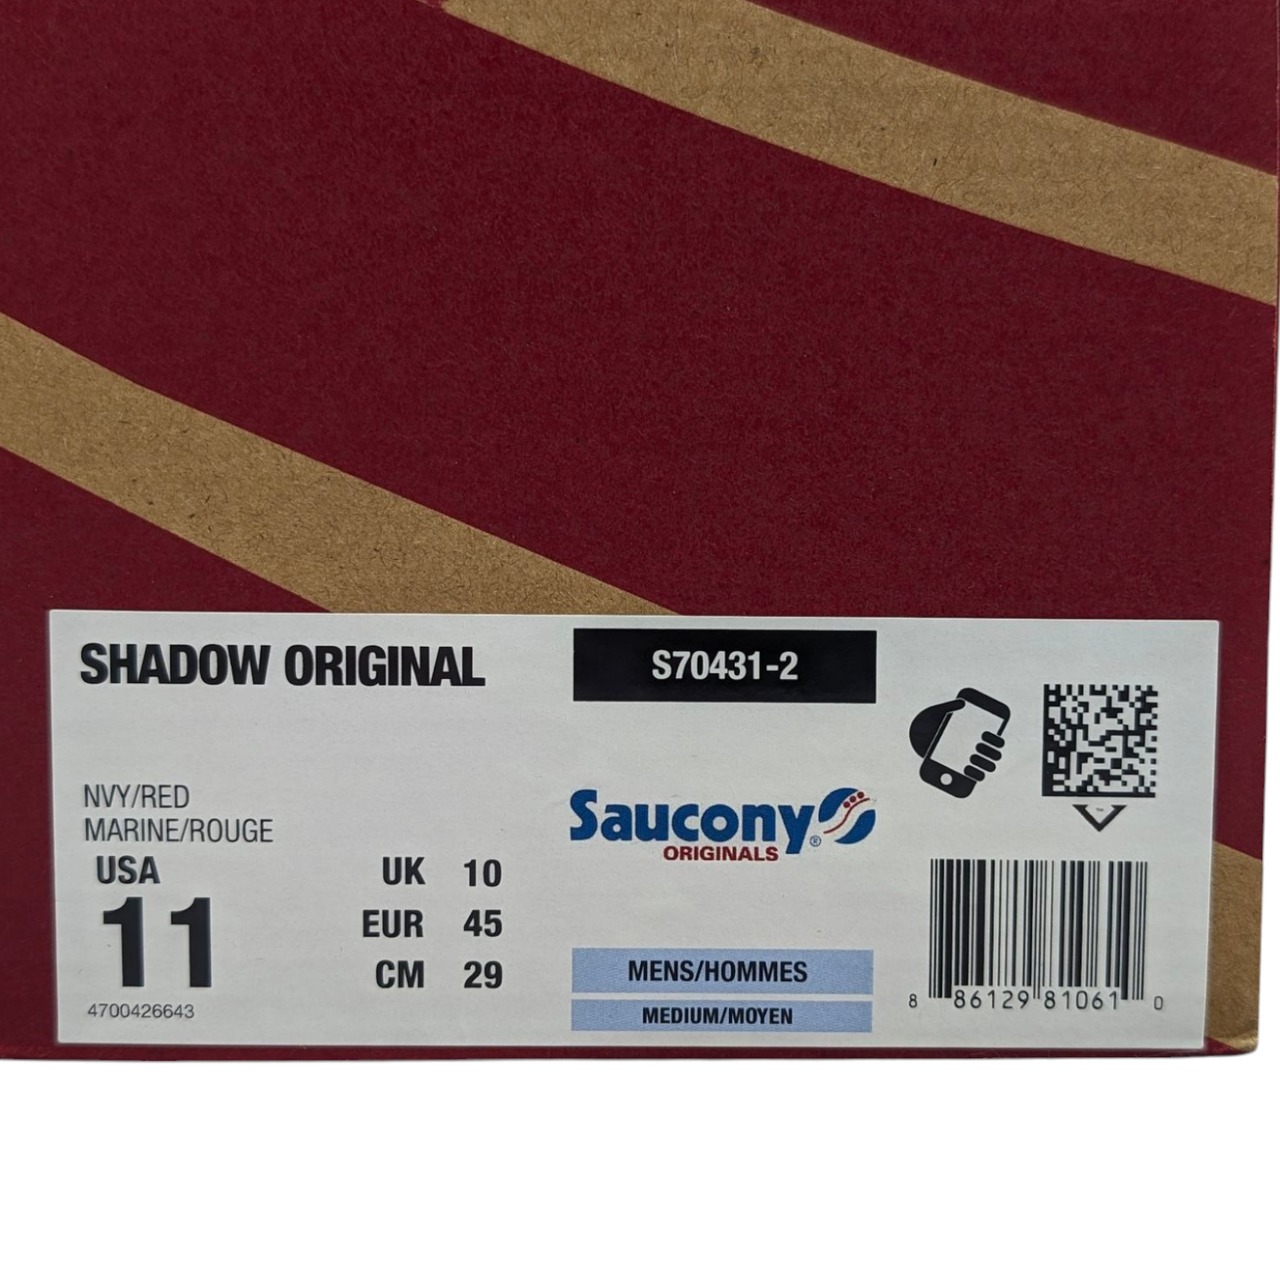 SHADOW ORIGINAL
S70431-2
NVY/RED
MARINE/ROUGE
USA
11
UK 10
EUR 45
CM 29
4700426643
Saucony®
ORIGINALS
MENS/HOMMES
MEDIUM/MOYEN
8 86129 81061 0